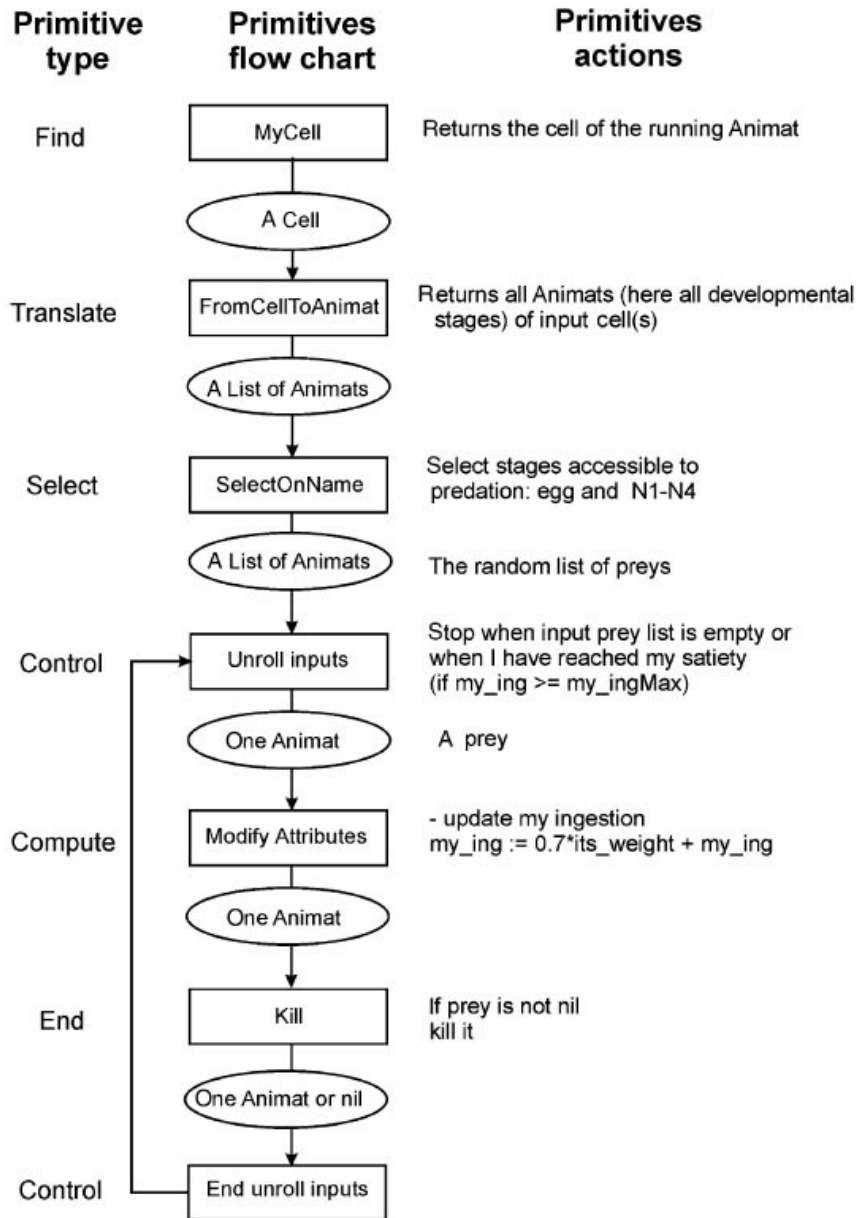 Primitive type
Primitives flow chart
Primitives actions
Find
MyCell
Returns the cell of the running Animat
A Cell
Translate
FromCellToAnimat
Returns all Animats (here all developmental
stages) of input cell(s)
A List of Animats
Select
SelectOnName
Select stages accessible to
predation: egg and N1-N4
A List of Animats
The random list of preys
Control
Unroll inputs
Stop when input prey list is empty or
when I have reached my satiety
(if my_ing >= my_ingMax)
One Animat
A prey
Compute
Modify Attributes
- update my ingestion
my_ing := 0.7*its_weight + my_ing
One Animat
End
Kill
If prey is not nil
kill it
One Animat or nil
Control
End unroll inputs